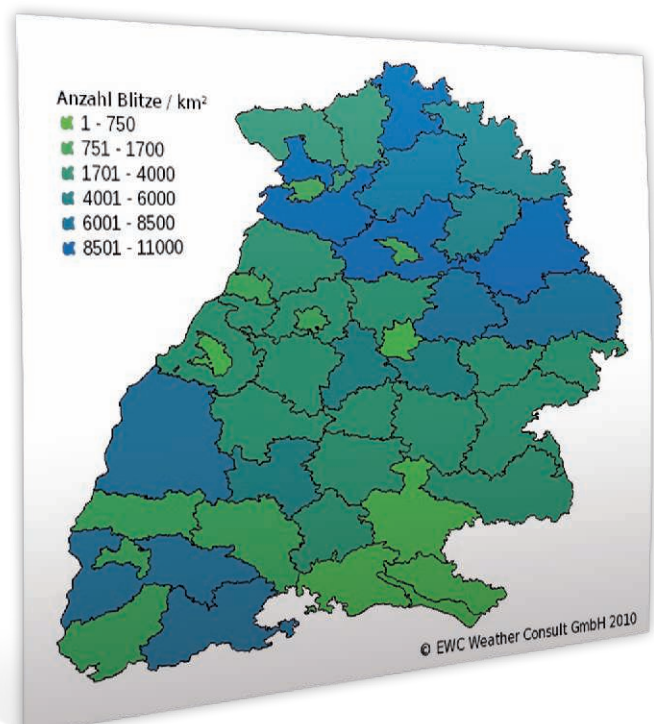 Anzahl Blitze / km²
1 - 750
751 - 1700
1701 - 4000
4001 - 6000
6001 - 8500
8501 - 11000
© EWC Weather Consult GmbH 2010